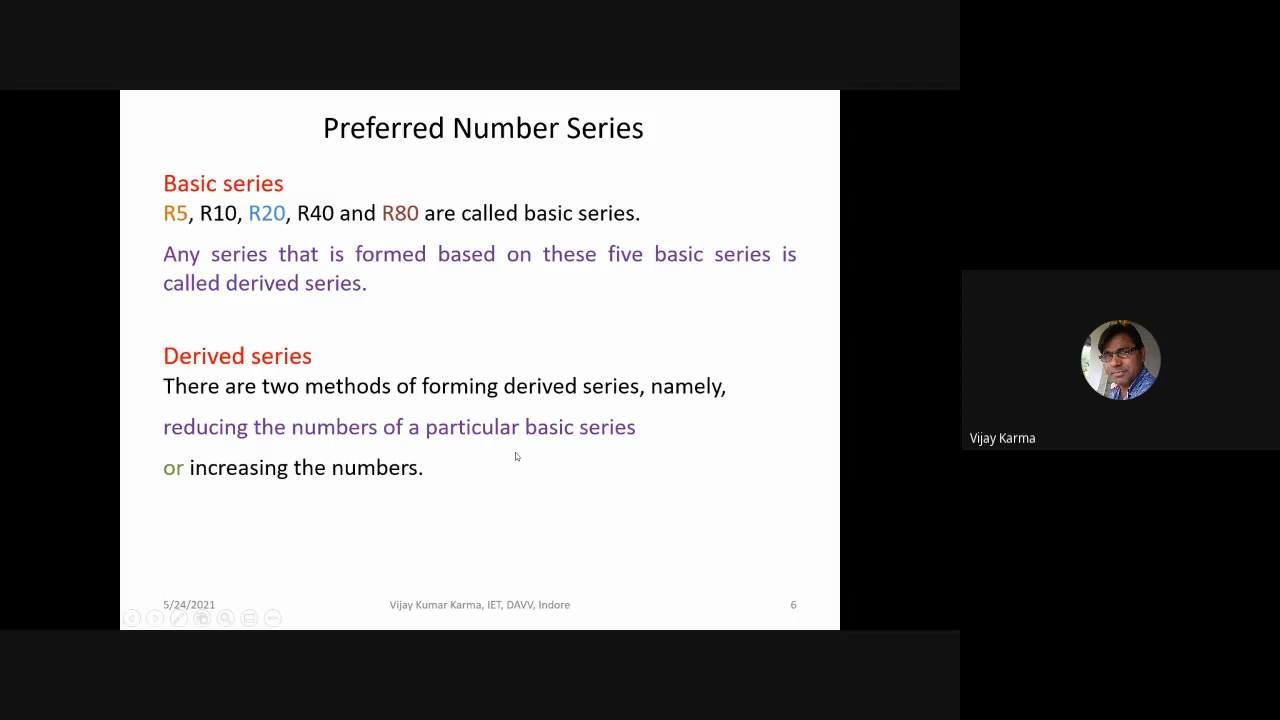 Preferred Number Series
Basic series
R5, R10, R20, R40 and R80 are called basic series.
Any series that is formed based on these five basic series is
called derived series.
Derived series
There are two methods of forming derived series, namely,
reducing the numbers of a particular basic series
or increasing the numbers.
5/24/2021
Vijay Kumar Karma, IET, DAVV, Indore
6
Vijay Karma